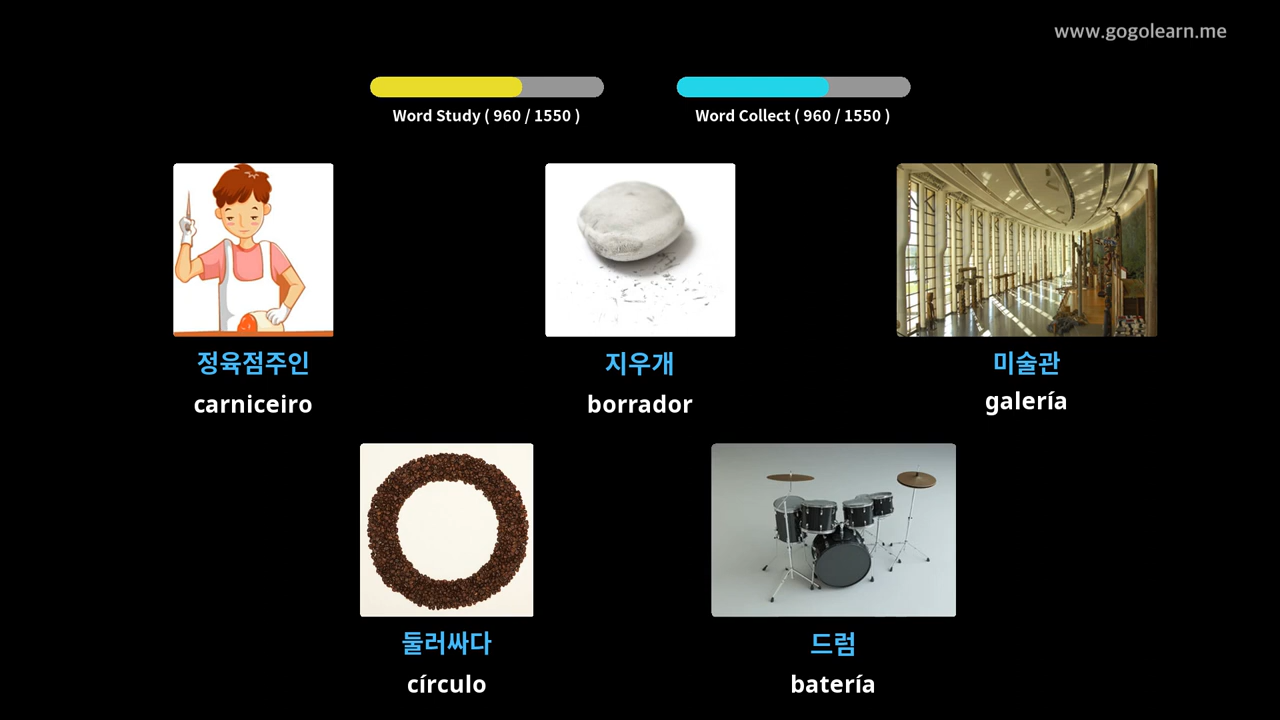 www.gogolearn.me
Word Study ( 960 / 1550 )
Word Collect ( 960 / 1550 )
정육점주인
carniceiro
지우개
borrador
미술관
galería
둘러싸다
círculo
드럼
batería